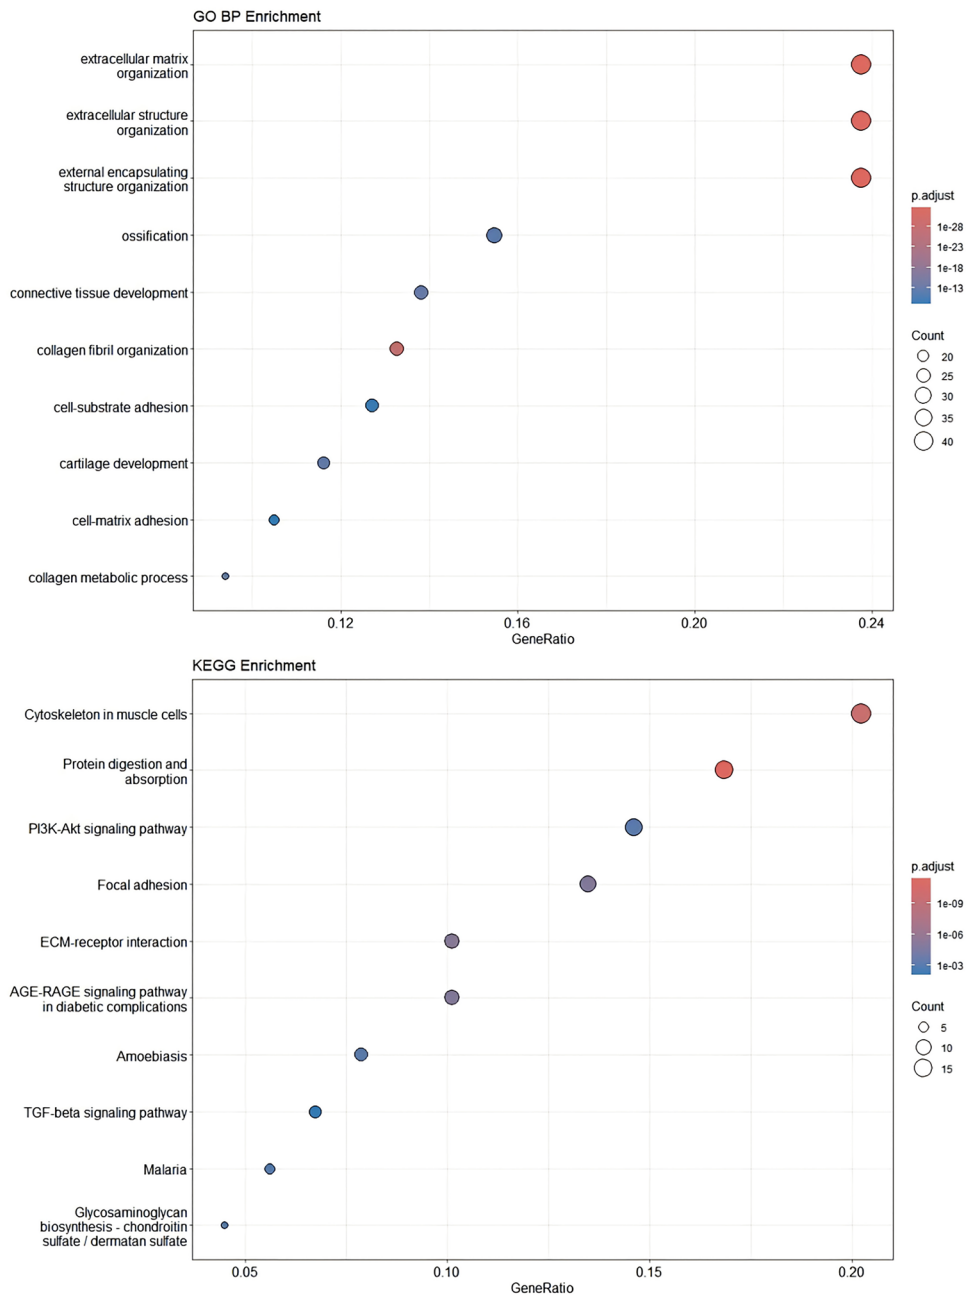 GO BP Enrichment
extracellular matrix
organization
extracellular structure
organization
external encapsulating
structure organization
ossification
connective tissue development
collagen fibril organization
cell-substrate adhesion
cartilage development
cell-matrix adhesion
collagen metabolic process
0.12
0.16
0.20
0.24
GeneRatio
p.adjust
1e-28
1e-23
1e-18
1e-13
Count
20
25
30
35
40
KEGG Enrichment
Cytoskeleton in muscle cells
Protein digestion and
absorption
PI3K-Akt signaling pathway
Focal adhesion
ECM-receptor interaction
AGE-RAGE signaling pathway
in diabetic complications
Amoebiasis
TGF-beta signaling pathway
Malaria
Glycosaminoglycan
biosynthesis - chondroitin
sulfate / dermatan sulfate
0.05
0.10
0.15
0.20
GeneRatio
p.adjust
1e-09
1e-06
1e-03
Count
5
10
15